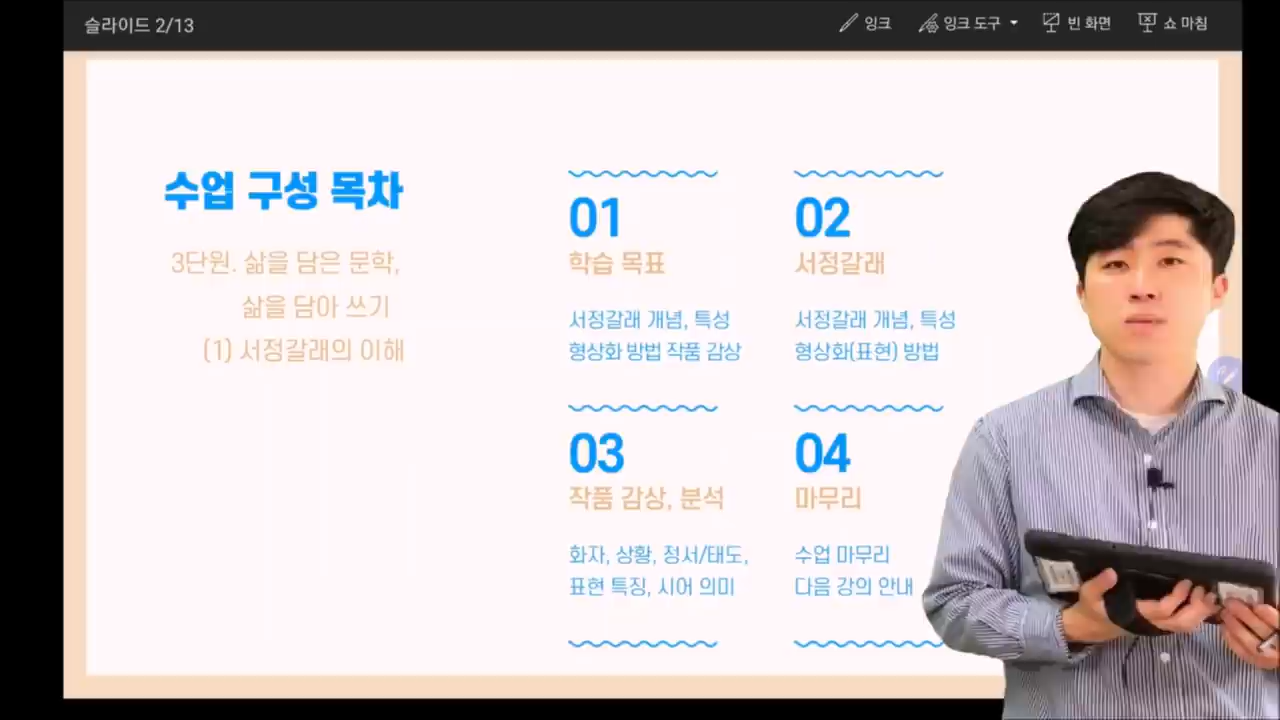 슬라이드 2/13
잉크
잉크 도구
빈 화면
쇼 마침
수업 구성 목차
3단원. 삶을 담은 문학,
삶을 담아 쓰기
(1) 서정갈래의 이해
01
학습 목표
서정갈래 개념, 특성
형상화 방법 작품 감상
02
서정갈래
서정갈래 개념, 특성
형상화(표현) 방법
03
작품 감상, 분석
화자, 상황, 정서/태도,
표현 특징, 시어 의미
04
마무리
수업 마무리
다음 강의 안내